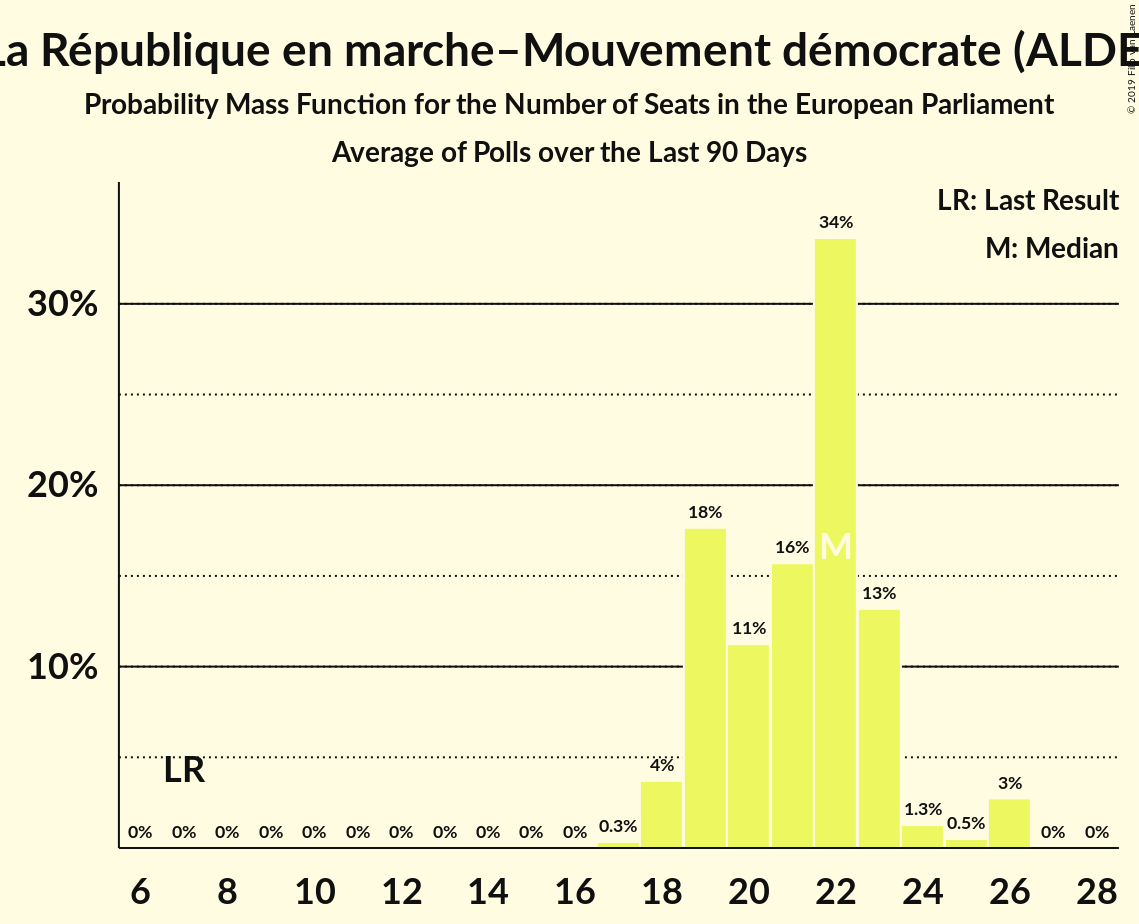 La République en marche–Mouvement démocrate (ALDE
Probability Mass Function for the Number of Seats in the European Parliament
Average of Polls over the Last 90 Days
© 2019 Filip
LR: Last Result
M: Median
34%
30%
20%
18%
16%
M
13%
11%
10%
LR
4%
3%
1.3%
0.5%
0.3%
0% 0% 0% 0% 0% 0% 0% 0% 0% 0% 0% 0% 0%
6 8 10 12 14 16 18 20 22 24 26 28